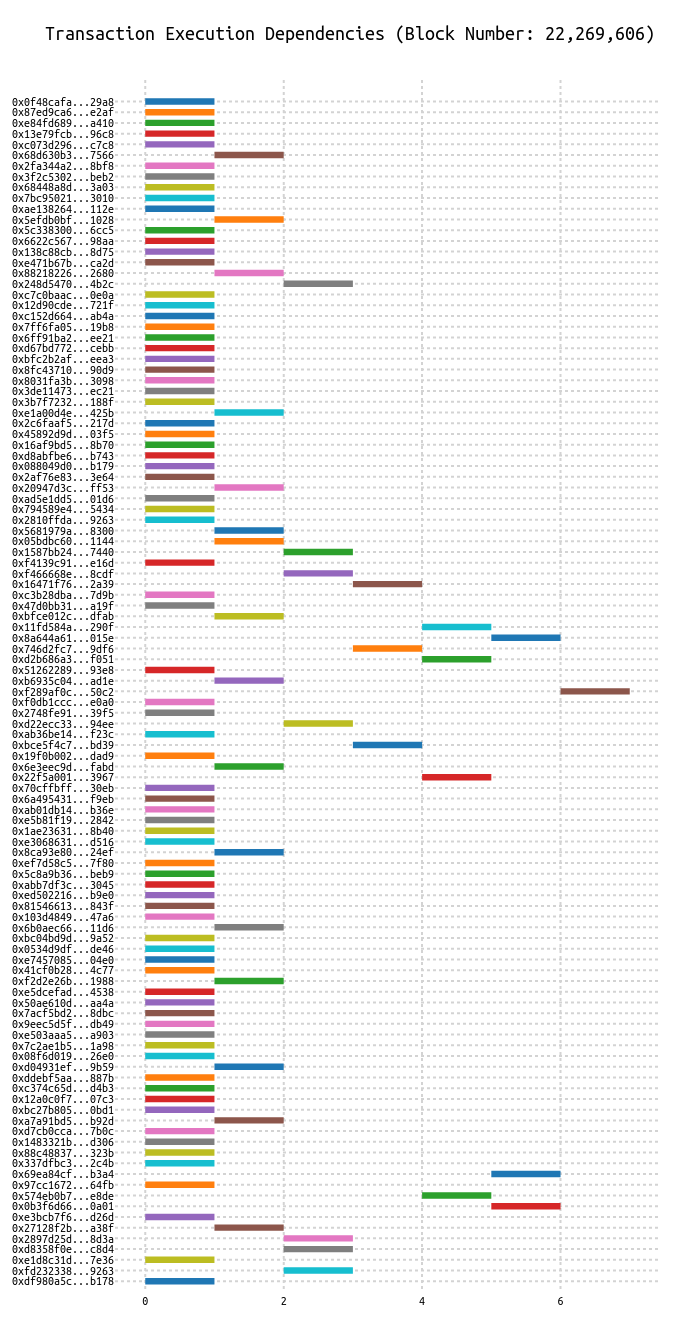 Transaction Execution Dependencies (Block Number: 22,269,606)
0x0f48cafa...29a8
0x87ed9ca6...e2af
0xe84fd689...a410
0x13e79fcb...96c8
0xc073d296...c7c8
0x68d630b3...7566
0x2fa344a2...8bf8
0x3f2c5302...beb2
0x68448a8d...3a03
0x7bc95021...3010
0xae138264...112e
0x5efdb0bf...1028
0x5c338300...6cc5
0x6622c567...98aa
0x138c88cb...8d75
0xe471b67b...ca2d
0x88218226...2680
0x248d5470...4b2c
0xc7c0baac...0e0a
0x12d90cde...721f
0xc152d664...ab4a
0x7ff6fa05...19b8
0x6ff91ba2...ee21
0xd67bd772...cebb
0xbfc2b2af...eea3
0x8fc43710...90d9
0x8031fa3b...3098
0x3de11473...ec21
0x3b7f7232...188f
0xe1a00d4e...425b
0x2c6faaf5...217d
0x45892d9d...03f5
0x16af9bd5...8b70
0xd8abfbe6...b743
0x088049d0...b179
0x2af76e83...3e64
0x20947d3c...ff53
0xad5e1dd5...01d6
0x794589e4...5434
0x2810ffda...9263
0x5681979a...8300
0x05bdbc60...1144
0x1587bb24...7440
0xf4139c91...e16d
0xf466668e...8cdf
0x16471f76...2a39
0xc3b28dba...7d9b
0x47d0bb31...a19f
0xbfce012c...dfab
0x11fd584a...290f
0x8a644a61...015e
0x746d2fc7...9df6
0xd2b686a3...f051
0x51262289...93e8
0xb6935c04...ad1e
0xf289af0c...50c2
0xf0db1ccc...e0a0
0x2748fe91...39f5
0xd22ecc33...94ee
0xab36be14...f23c
0xbce5f4c7...bd39
0x19f0b002...dad9
0x6e3eec9d...fabd
0x22f5a001...3967
0x70cffbff...30eb
0x6a495431...f9eb
0xab01db14...b36e
0xe5b81f19...2842
0x1ae23631...8b40
0xe3068631...d516
0x8ca93e80...24ef
0xef7d58c5...7f80
0x5c8a9b36...beb9
0xabb7df3c...3045
0xed502216...b9e0
0x81546613...843f
0x103d4849...47a6
0x6b0aec66...11d6
0xbc04bd9d...9a52
0x0534d9df...de46
0xe7457085...04e0
0x41cf0b28...4c77
0xf2d2e26b...1988
0xe5dcefad...4538
0x50ae610d...aa4a
0x7acf5bd2...8dbc
0x9eec5d5f...db49
0xe503aaa5...a903
0x7c2ae1b5...1a98
0x08f6d019...26e0
0xd04931ef...9b59
0xddebf5aa...887b
0xc374c65d...d4b3
0x12a0c0f7...07c3
0xbc27b805...0bd1
0xa7a91bd5...b92d
0xd7cb0cca...7b0c
0x1483321b...d306
0x88c48837...323b
0x337dfbc3...2c4b
0x69ea84cf...b3a4
0x97cc1672...64fb
0x574eb0b7...e8de
0x0b3f6d66...0a01
0xe3bcb7f6...d26d
0x27128f2b...a38f
0x2897d25d...8d3a
0xd8358f0e...c8d4
0xe1d8c31d...7e36
0xfd232338...9263
0xdf980a5c...b178
0 2 4 6